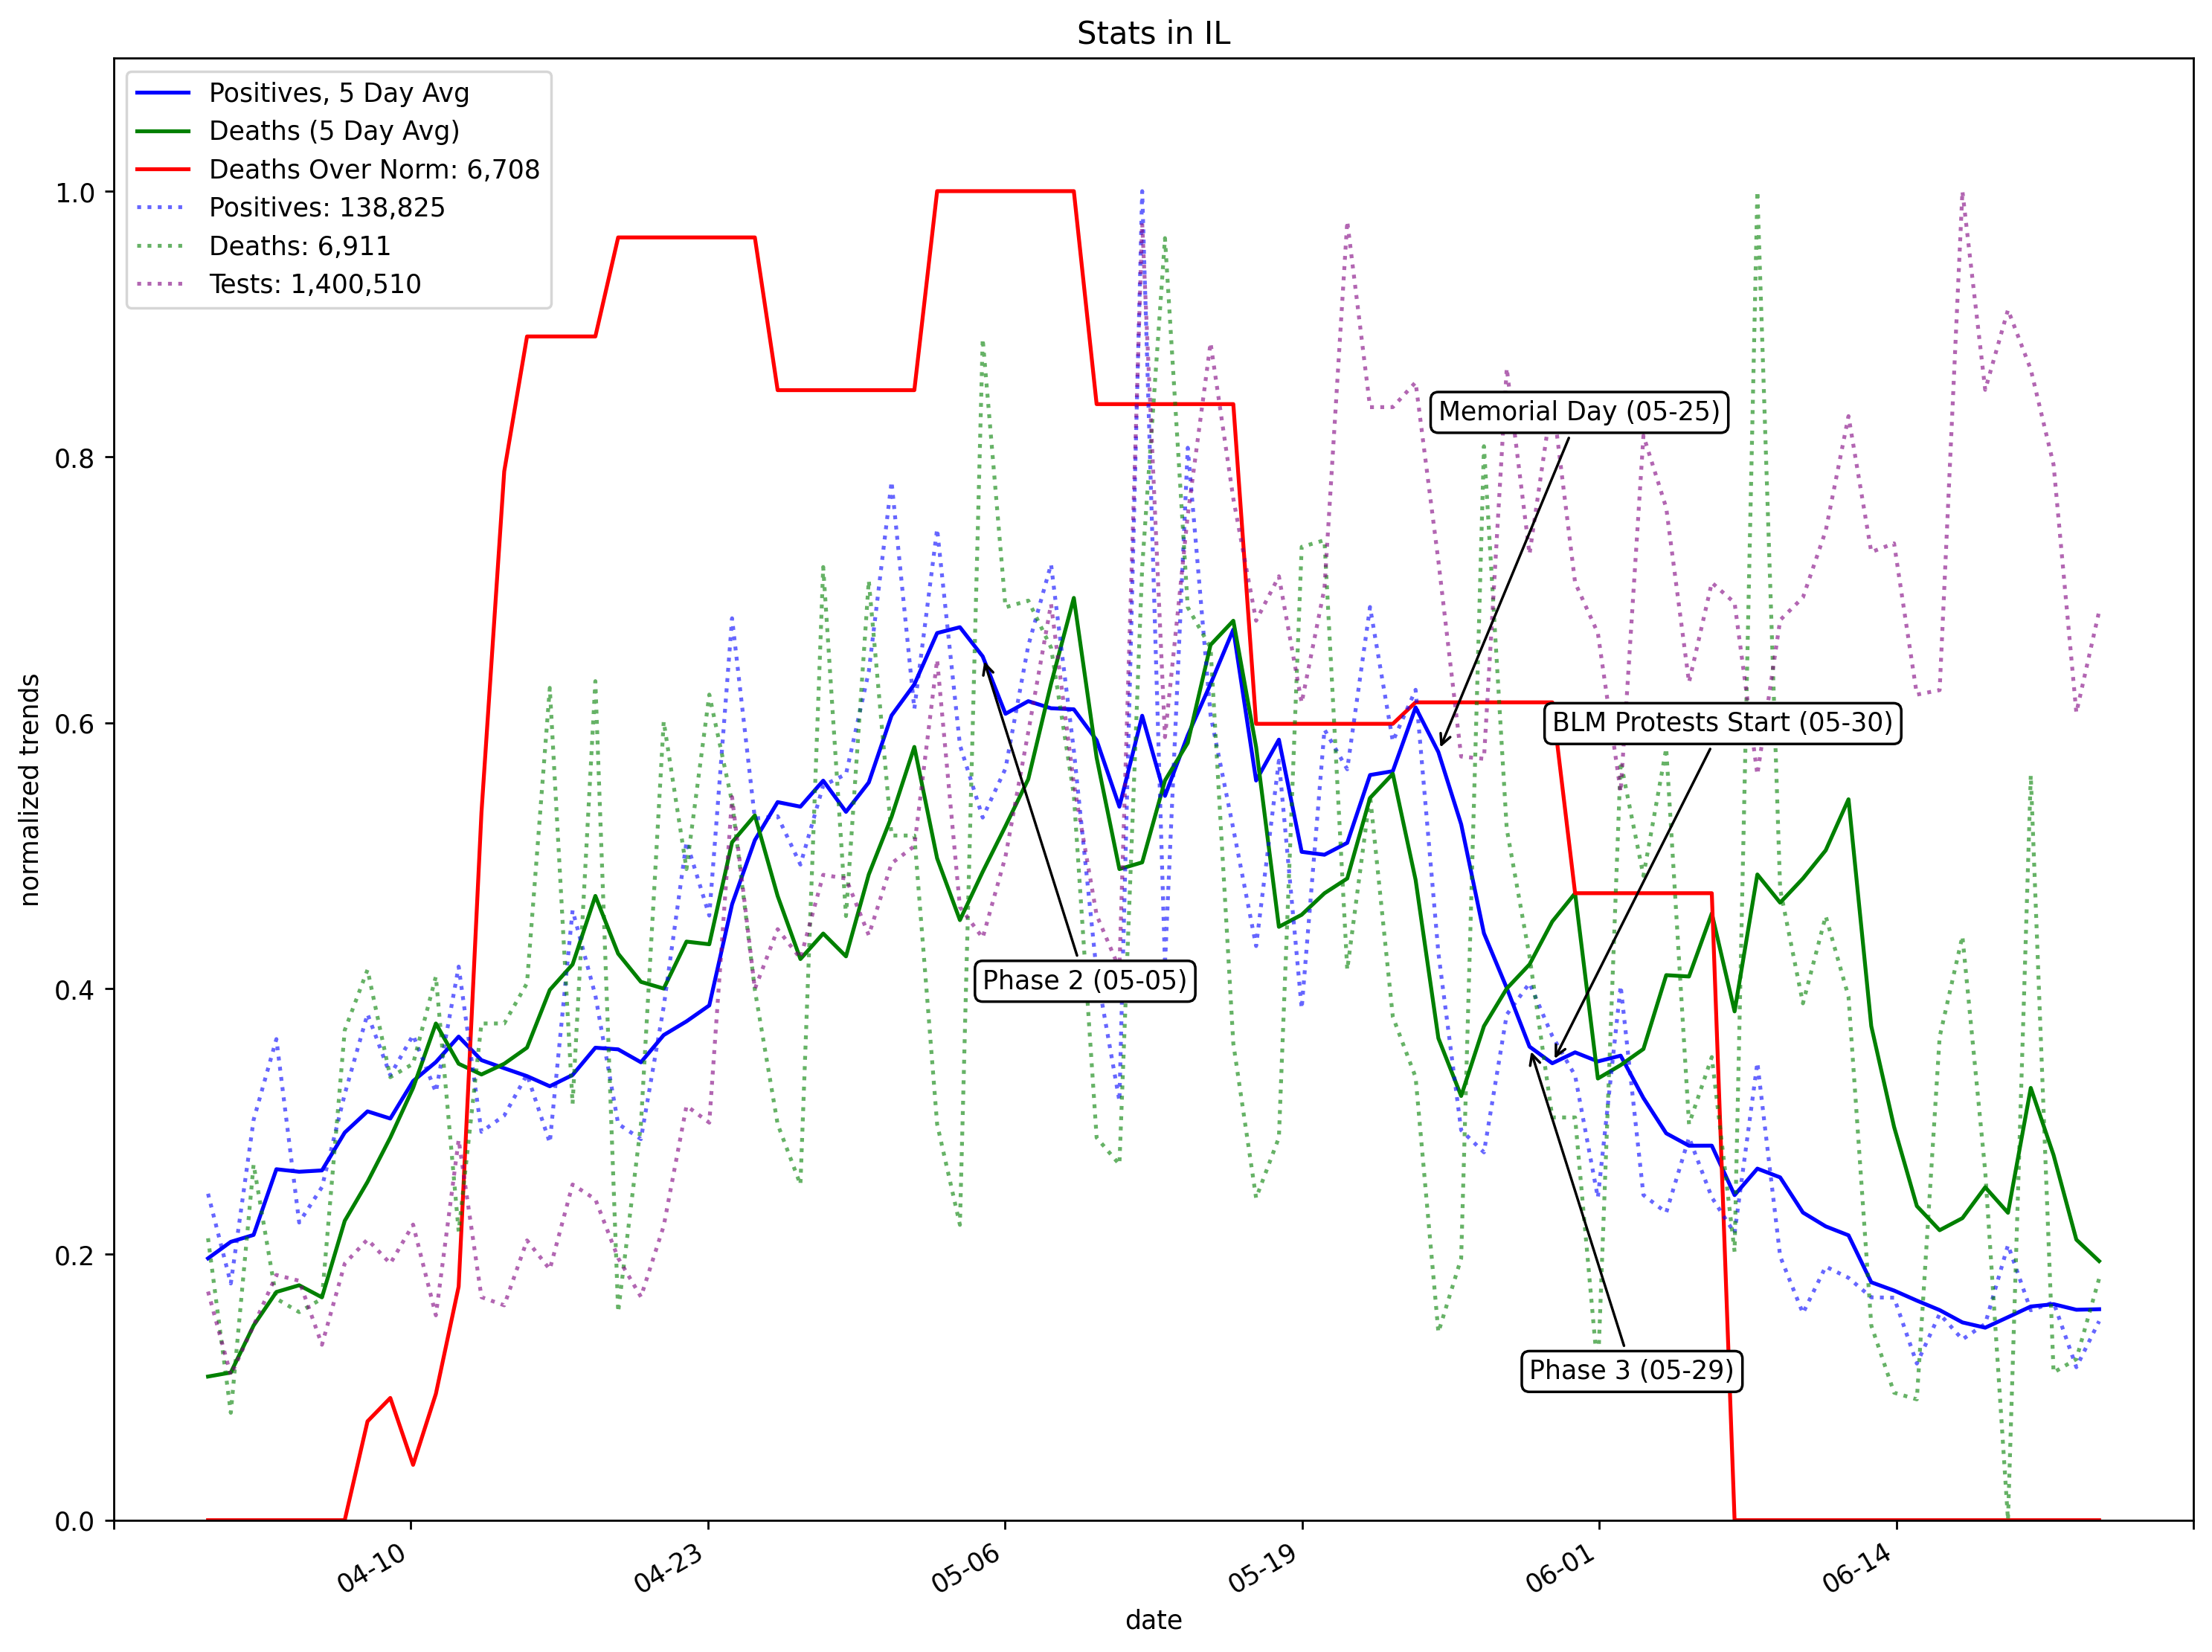 Stats in IL
Positives, 5 Day Avg
Deaths (5 Day Avg)
Deaths Over Norm: 6,708
Positives: 138,825
Deaths: 6,911
Tests: 1,400,510
1.0
0.8
0.6
0.4
0.2
0.0
normalized trends
Memorial Day (05-25)
BLM Protests Start (05-30)
Phase 2 (05-05)
Phase 3 (05-29)
04-10
04-23
05-06
05-19
06-01
06-14
date